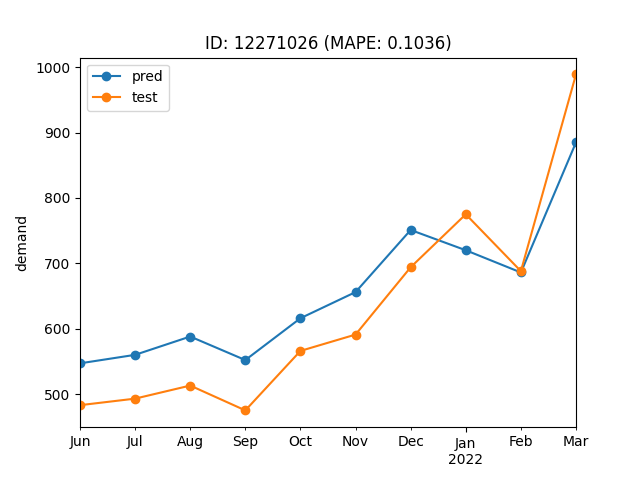 ID: 12271026 (MAPE: 0.1036)
pred
test
demand
1000
900
800
700
600
500
Jun Jul Aug Sep Oct Nov Dec Jan Feb Mar
2022